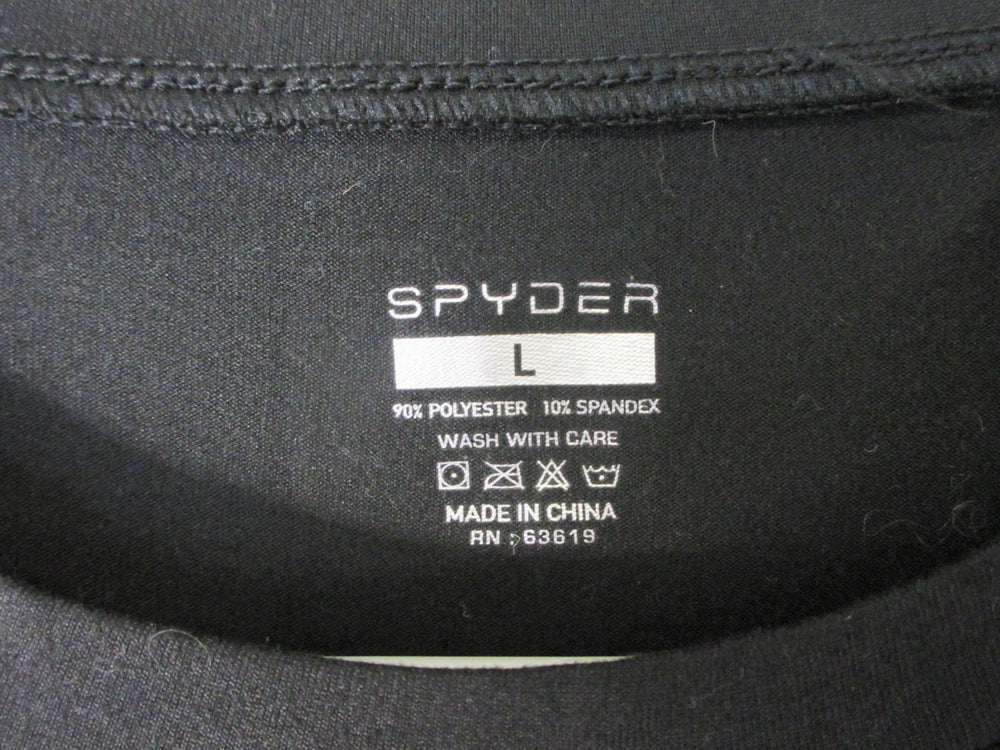 SPYDER
L
90% POLYESTER 10% SPANDEX
WASH WITH CARE
MADE IN CHINA
RN : 63619